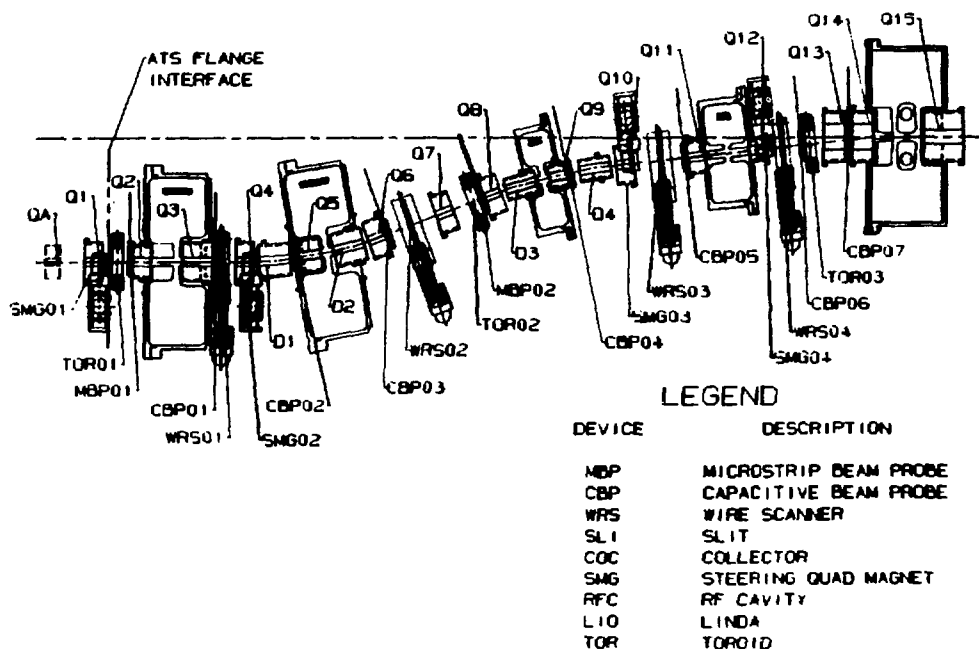 ATS FLANGE
INTERFACE
QA
Q1
Q2
Q3
Q4
Q5
Q6
Q7
Q8
Q9
Q10
Q11
Q12
Q13
Q14
Q15
SMG01
TOR01
MBP01
CBP01
WRS01
SMG02
D1
CBP02
D2
CBP03
WRS02
TOR02
MBP02
D3
D4
CBP04
SMG03
WRS03
CBP05
SMG04
WRS04
CBP06
TOR03
CBP07
LEGEND
DEVICE DESCRIPTION
MBP MICROSTRIP BEAM PROBE
CBP CAPACITIVE BEAM PROBE
WRS WIRE SCANNER
SLI SLIT
COC COLLECTOR
SMG STEERING QUAD MAGNET
RFC RF CAVITY
LIO LINDA
TOR TOROID